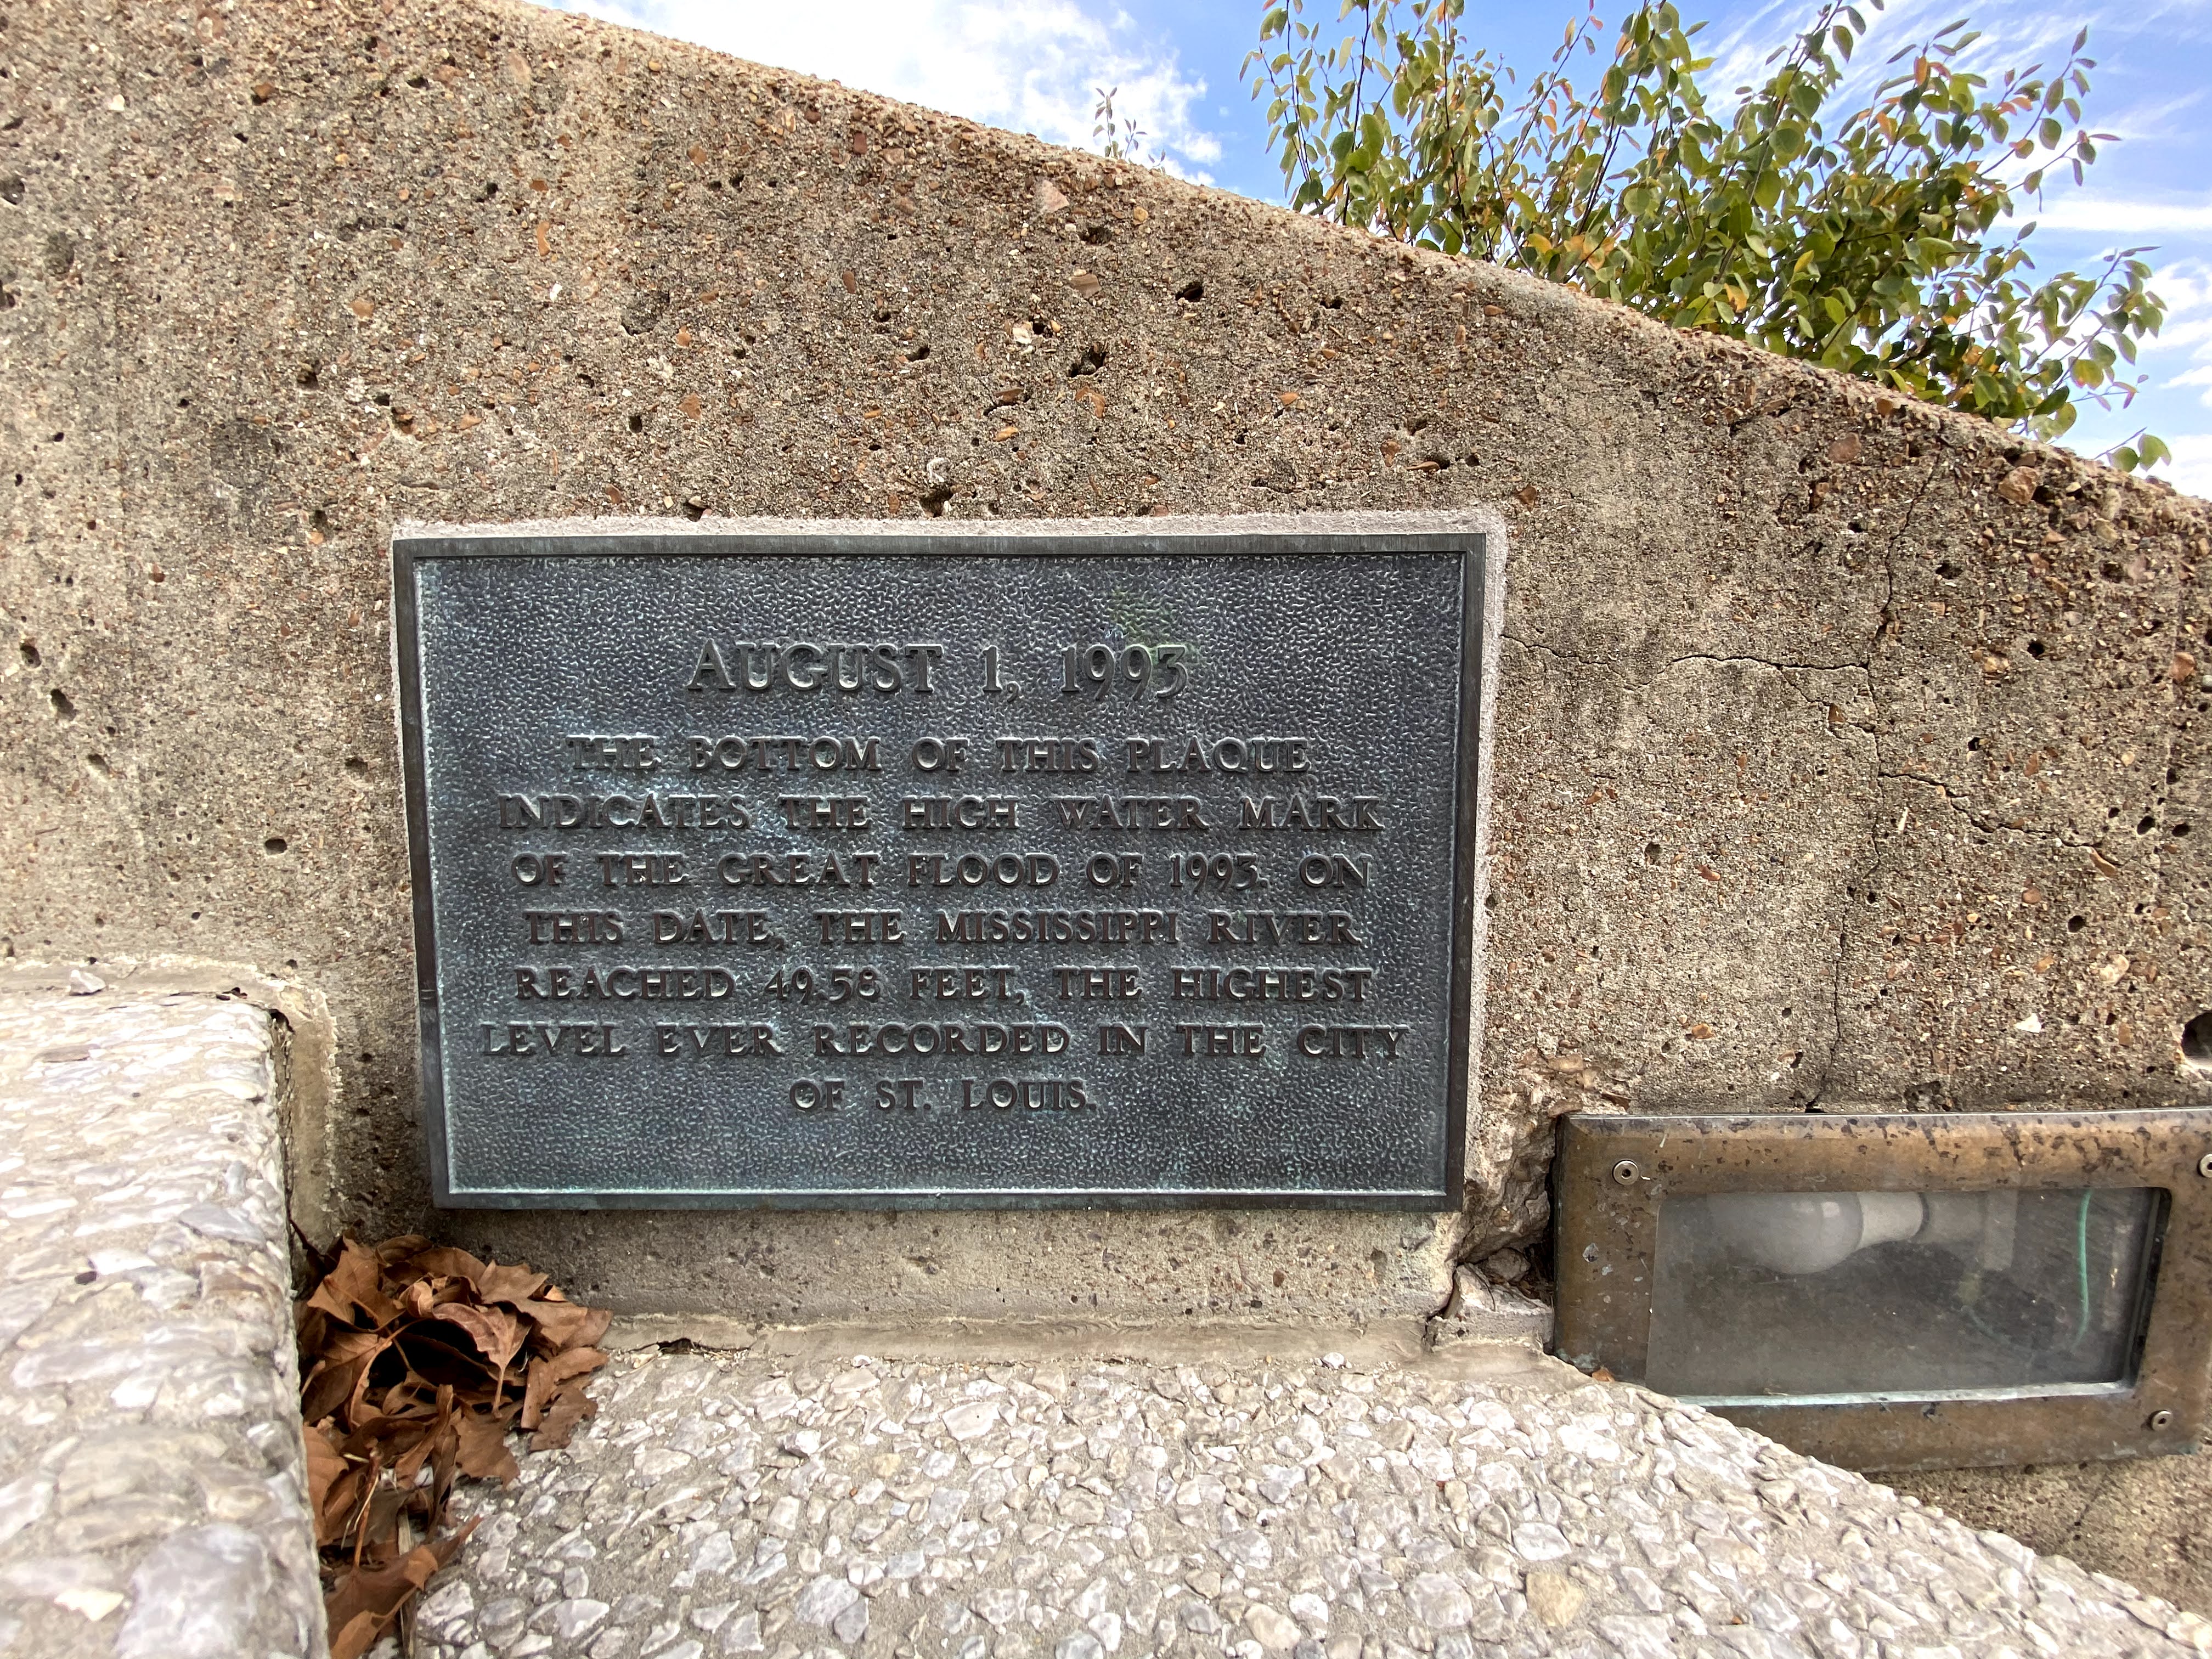 AUGUST 1, 1993
THE BOTTOM OF THIS PLAQUE
INDICATES THE HIGH WATER MARK
OF THE GREAT FLOOD OF 1993. ON
THIS DATE, THE MISSISSIPPI RIVER
REACHED 49.58 FEET, THE HIGHEST
LEVEL EVER RECORDED IN THE CITY
OF ST. LOUIS.